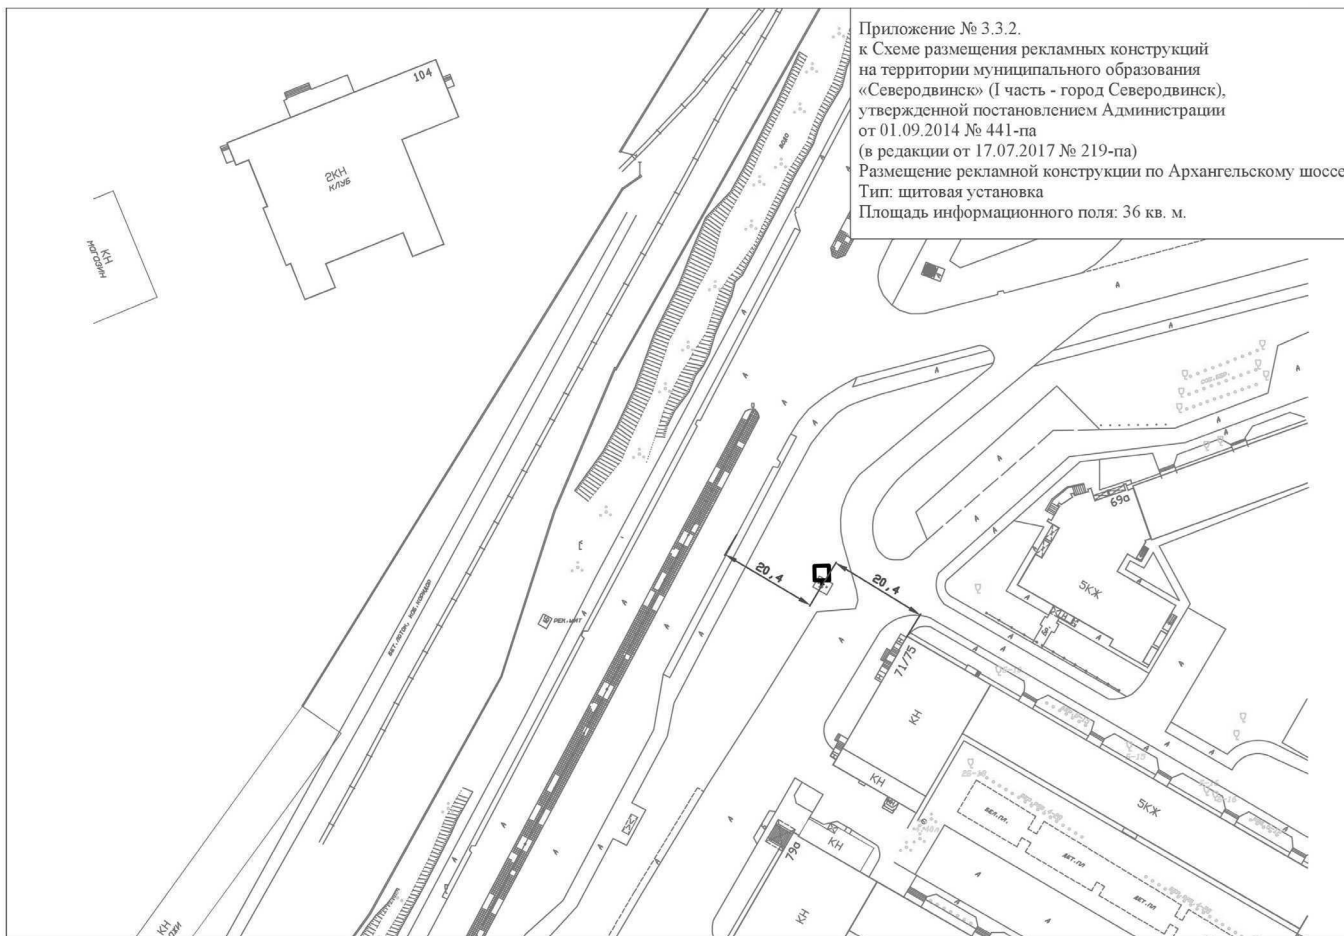 Приложение № 3.3.2.
к Схеме размещения рекламных конструкций
на территории муниципального образования
«Северодвинск» (I часть - город Северодвинск),
утвержденной постановлением Администрации
от 01.09.2014 № 441-па
(в редакции от 17.07.2017 № 219-па)
Размещение рекламной конструкции по Архангельскому шоссе
Тип: щитовая установка
Площадь информационного поля: 36 кв. м.
104
2КН
КЛУБ
КН
магазин
69а
5КЖ
20,4
20,4
РЕК.ЩИТ
71/75
КН
КН
5КЖ
79а
КН
КН
КН